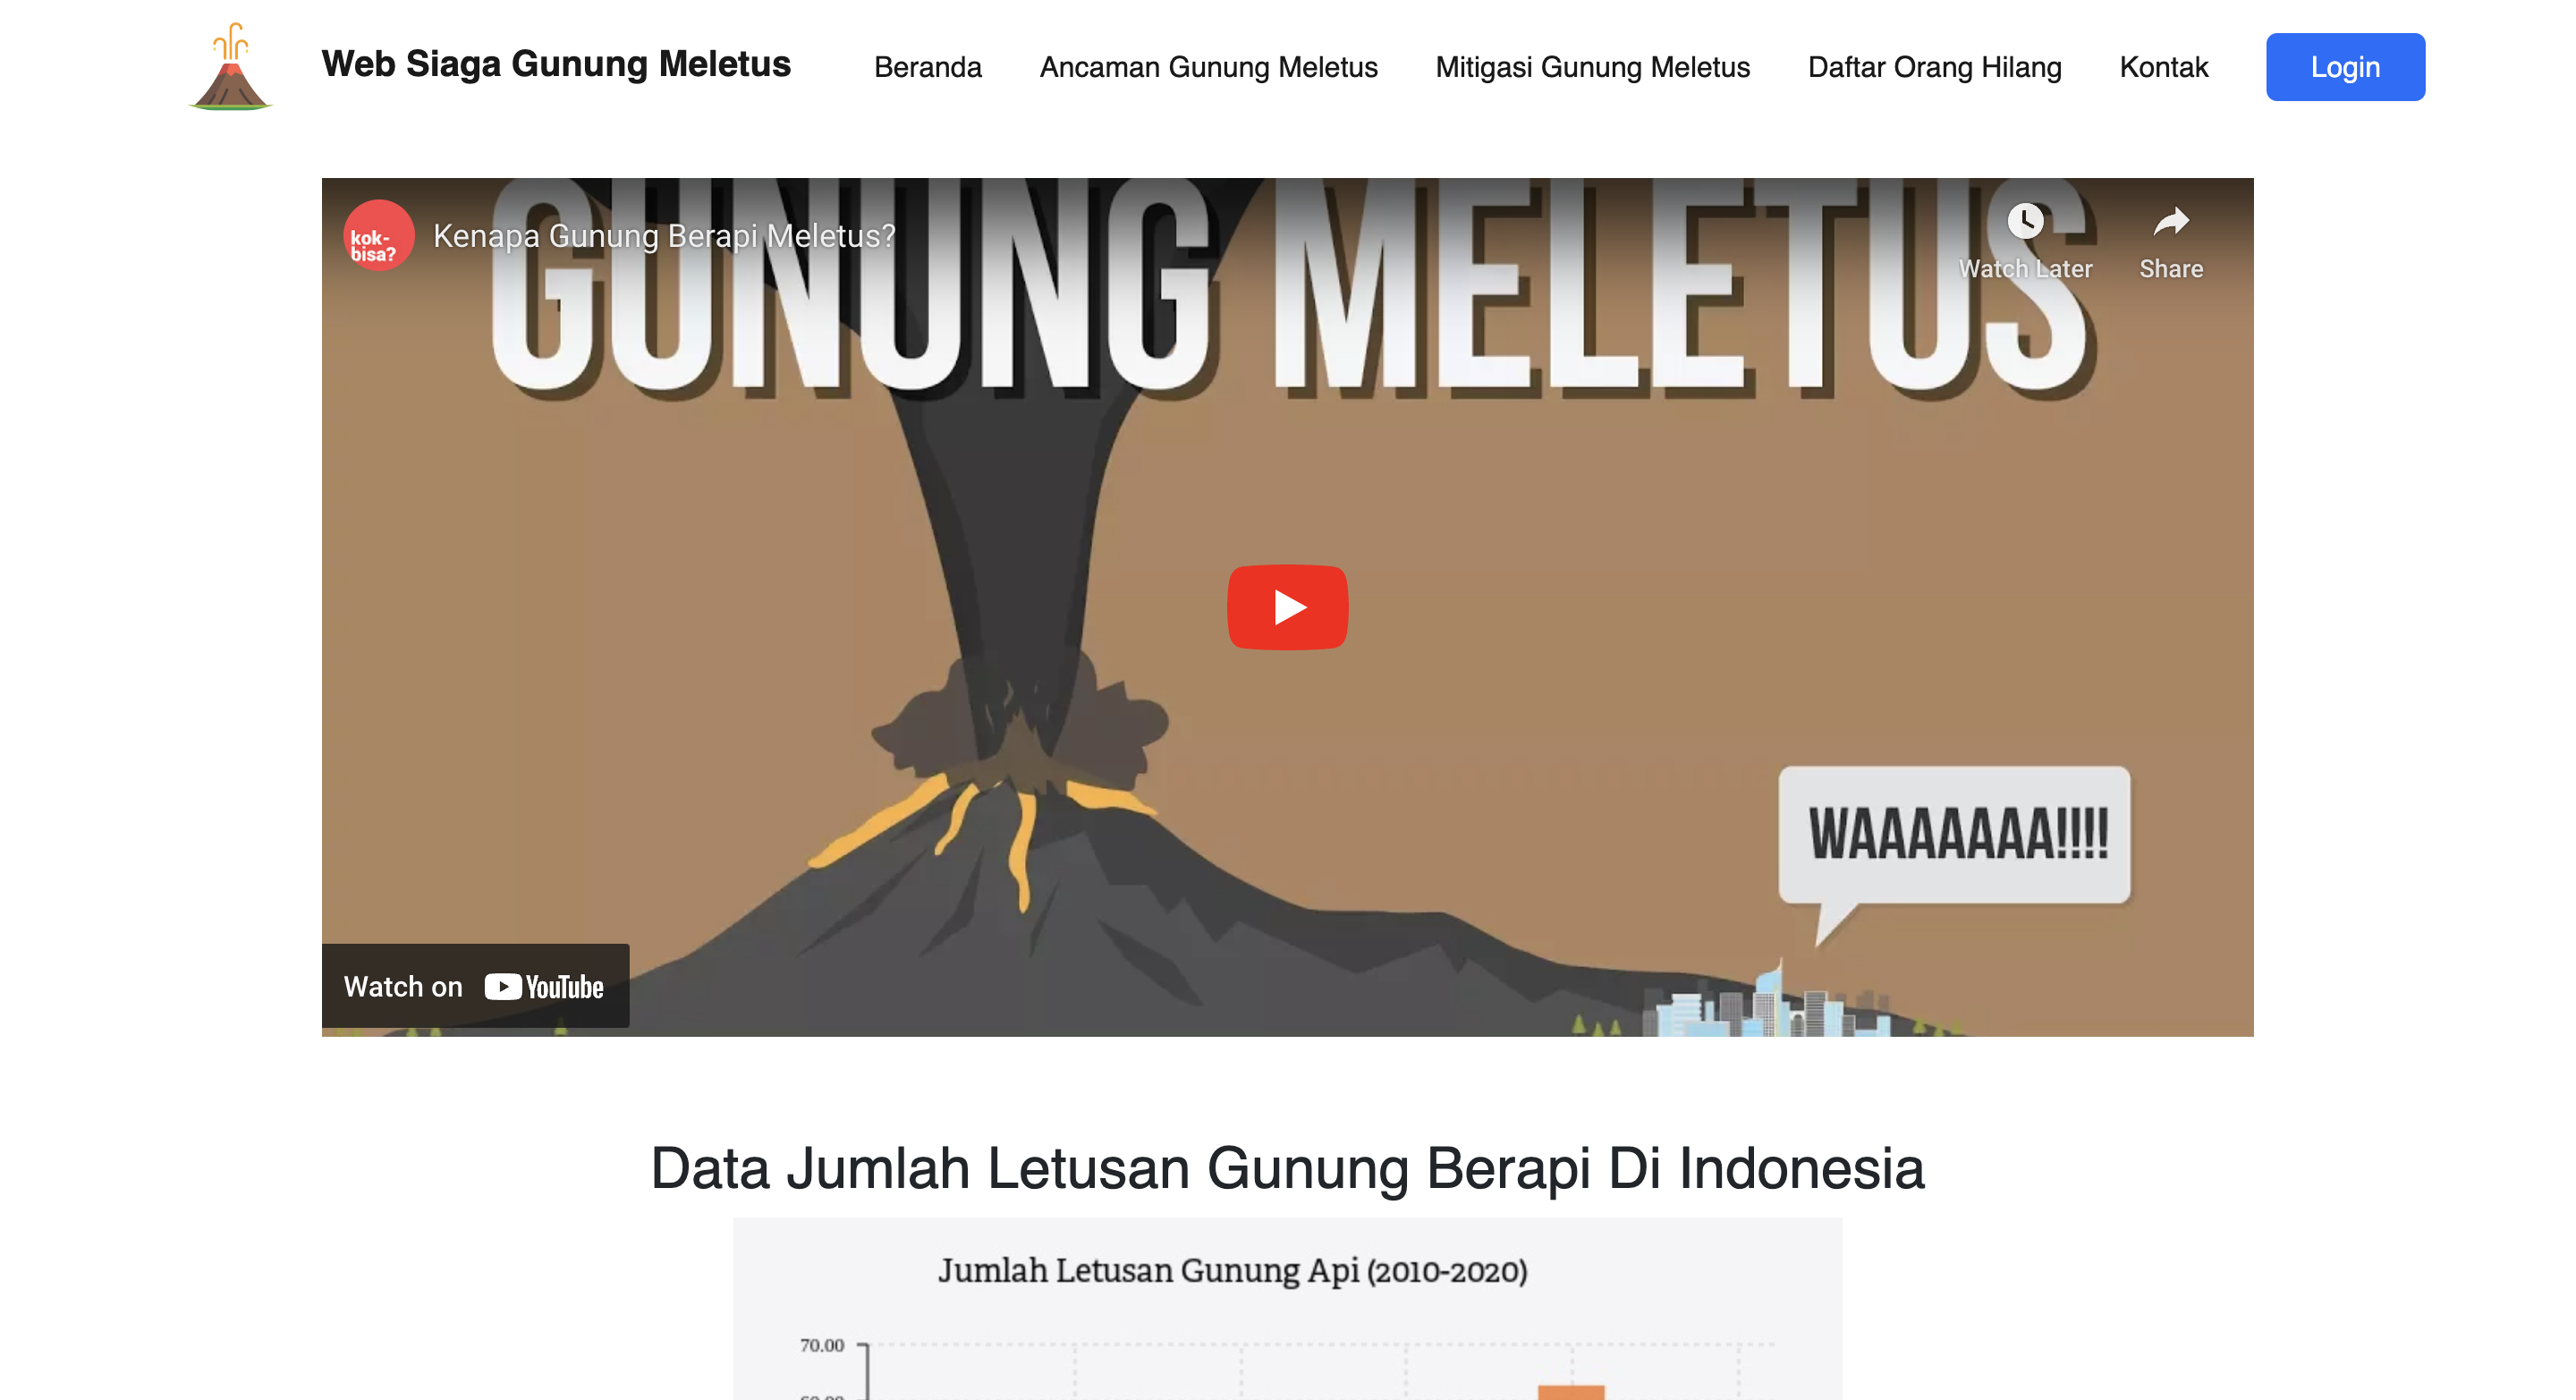 Web Siaga Gunung Meletus
Beranda
Ancaman Gunung Meletus
Mitigasi Gunung Meletus
Daftar Orang Hilang
Kontak
Login
kok-
bisa?
Kenapa Gunung Berapi Meletus?
Watch Later
Share
GUNUNG MELETUS
WAAAAAAA!!!!
Watch on YouTube
Data Jumlah Letusan Gunung Berapi Di Indonesia
Jumlah Letusan Gunung Api (2010-2020)
70.00